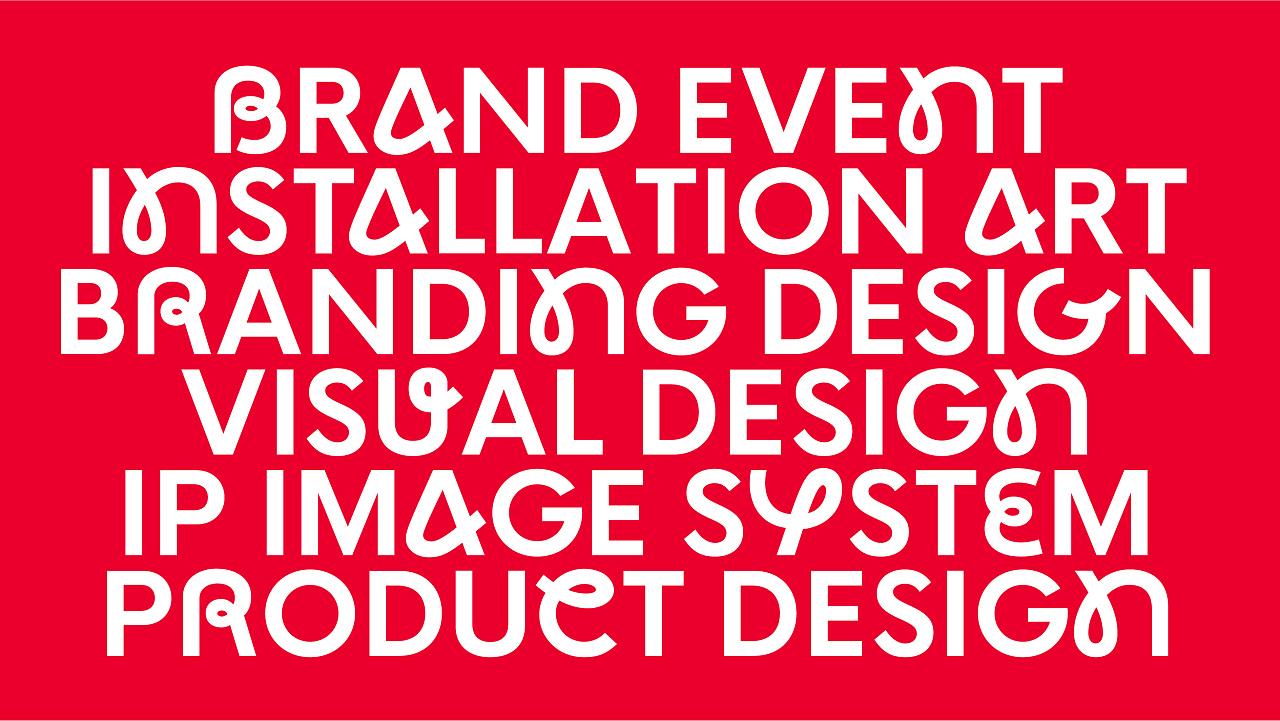 BRAND EVENT
INSTALLATION ART
BRANDING DESIGN
VISUAL DESIGN
IP IMAGE SYSTEM
PRODUCT DESIGN